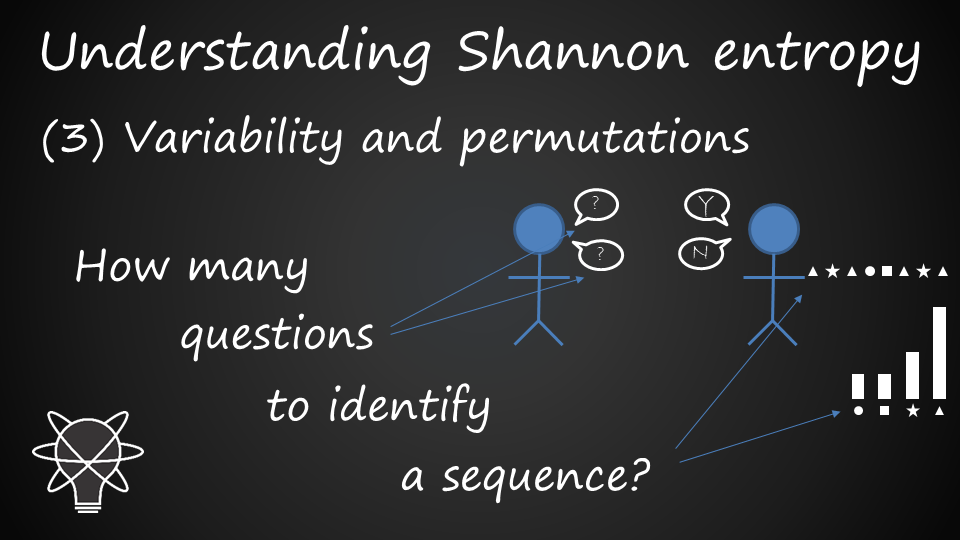 Understanding Shannon entropy
(3) Variability and permutations
?
Y
?
N
How many
questions
to identify
a sequence?